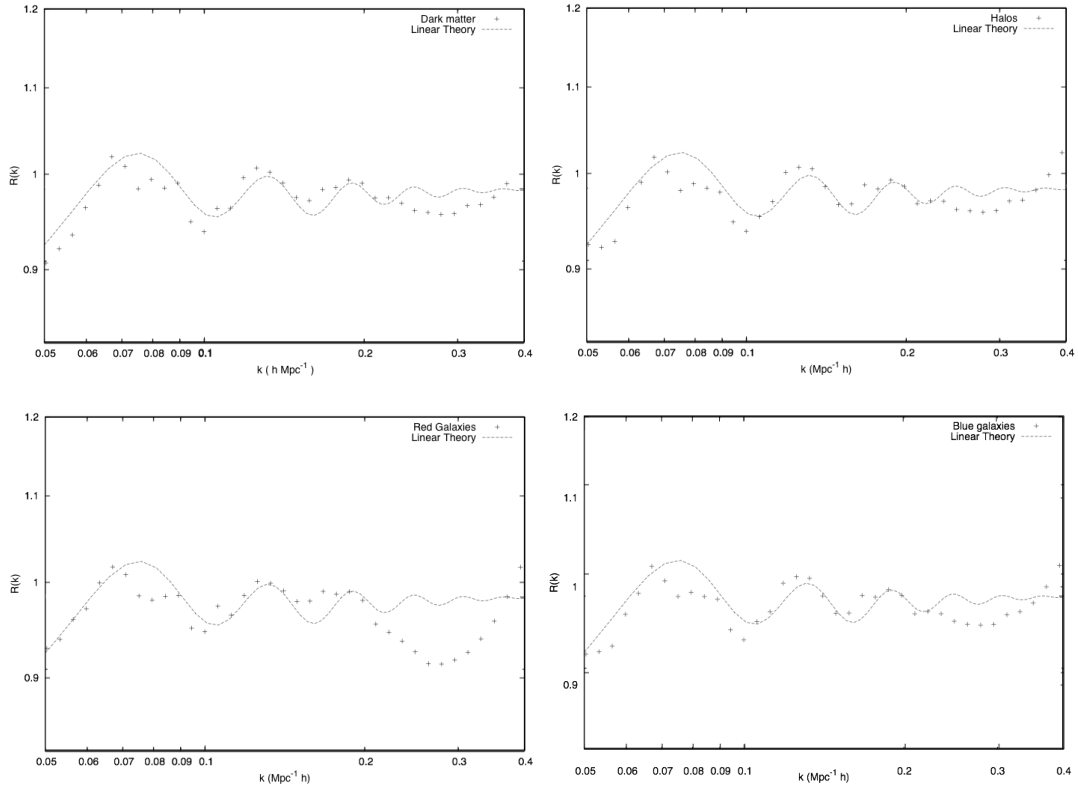 1.2
1.1
1
0.9
R(k)
Dark matter
Linear Theory
0.05 0.06 0.07 0.08 0.09 0.1 0.2 0.3 0.4
k ( h Mpc⁻¹ )
1.2
1.1
1
0.9
R(k)
Halos
Linear Theory
0.05 0.06 0.07 0.08 0.09 0.1 0.2 0.3 0.4
k (Mpc⁻¹ h)
1.2
1.1
1
0.9
R(k)
Red Galaxies
Linear Theory
0.05 0.06 0.07 0.08 0.09 0.1 0.2 0.3 0.4
k (Mpc⁻¹ h)
1.2
1.1
1
0.9
R(k)
Blue galaxies
Linear Theory
0.05 0.06 0.07 0.08 0.09 0.1 0.2 0.3 0.4
k (Mpc⁻¹ h)